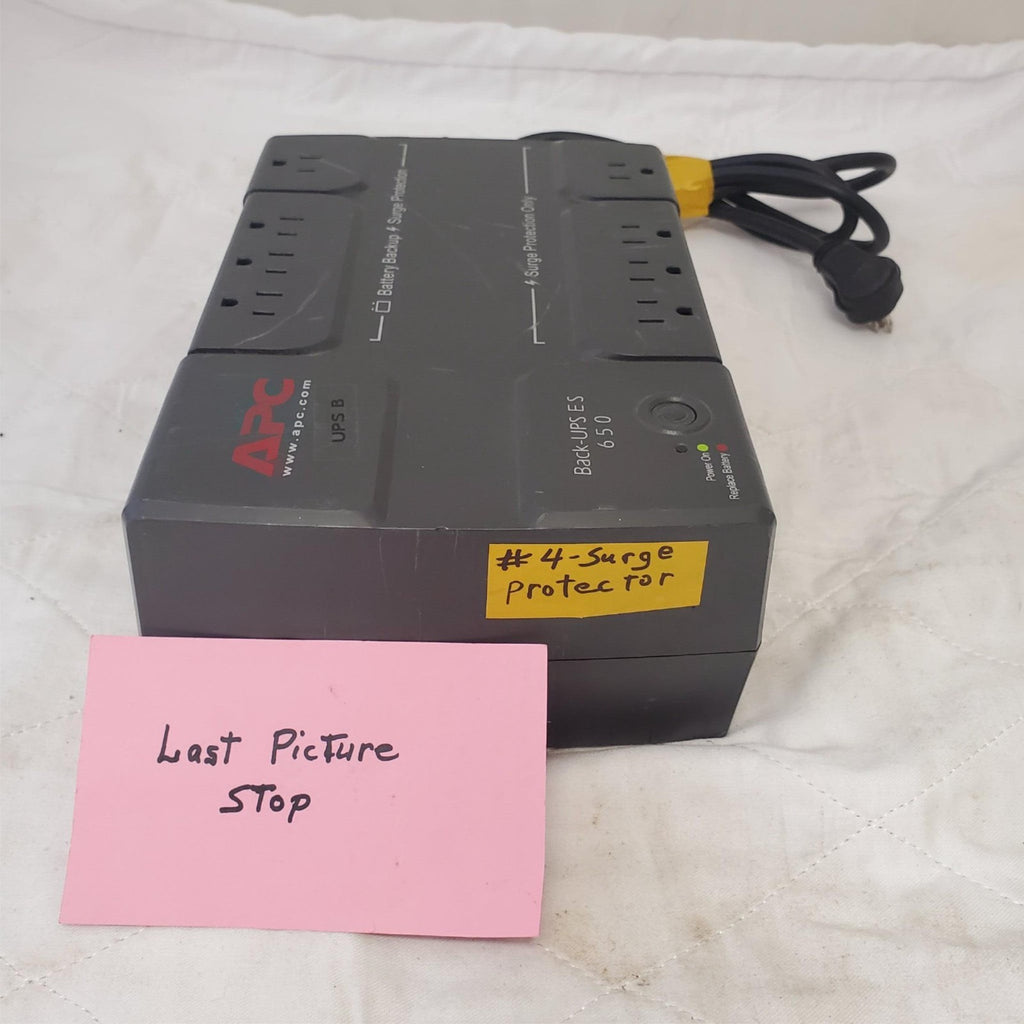 Battery Backup Surge Protection
Surge Protection Only
APC
www.apc.com
UPS B
Back-UPS ES
650
Power On
Replace Battery
#4-Surge
Protector
Last Picture
Stop